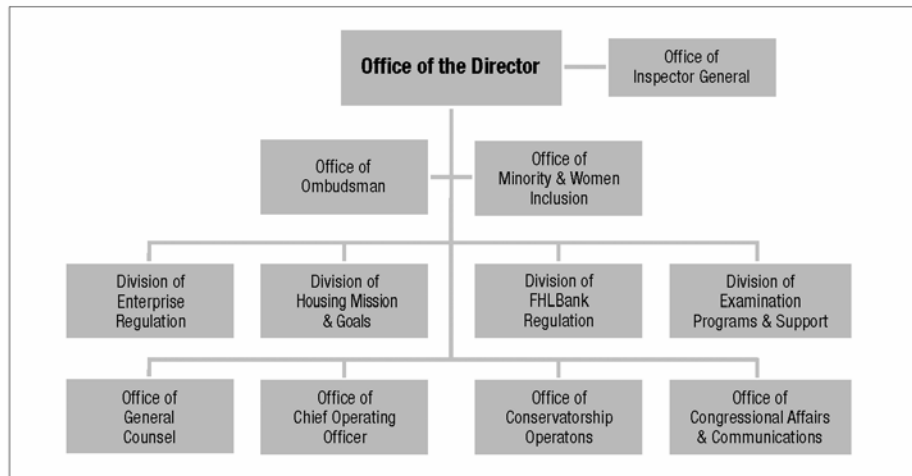 Office of the Director
Office of
Inspector General
Office of
Ombudsman
Office of
Minority & Women
Inclusion
Division of
Enterprise
Regulation
Division of
Housing Mission
& Goals
Division of
FHLBank
Regulation
Division of
Examination
Programs & Support
Office of
General
Counsel
Office of
Chief Operating
Officer
Office of
Conservatorship
Operatons
Office of
Congressional Affairs
& Communications